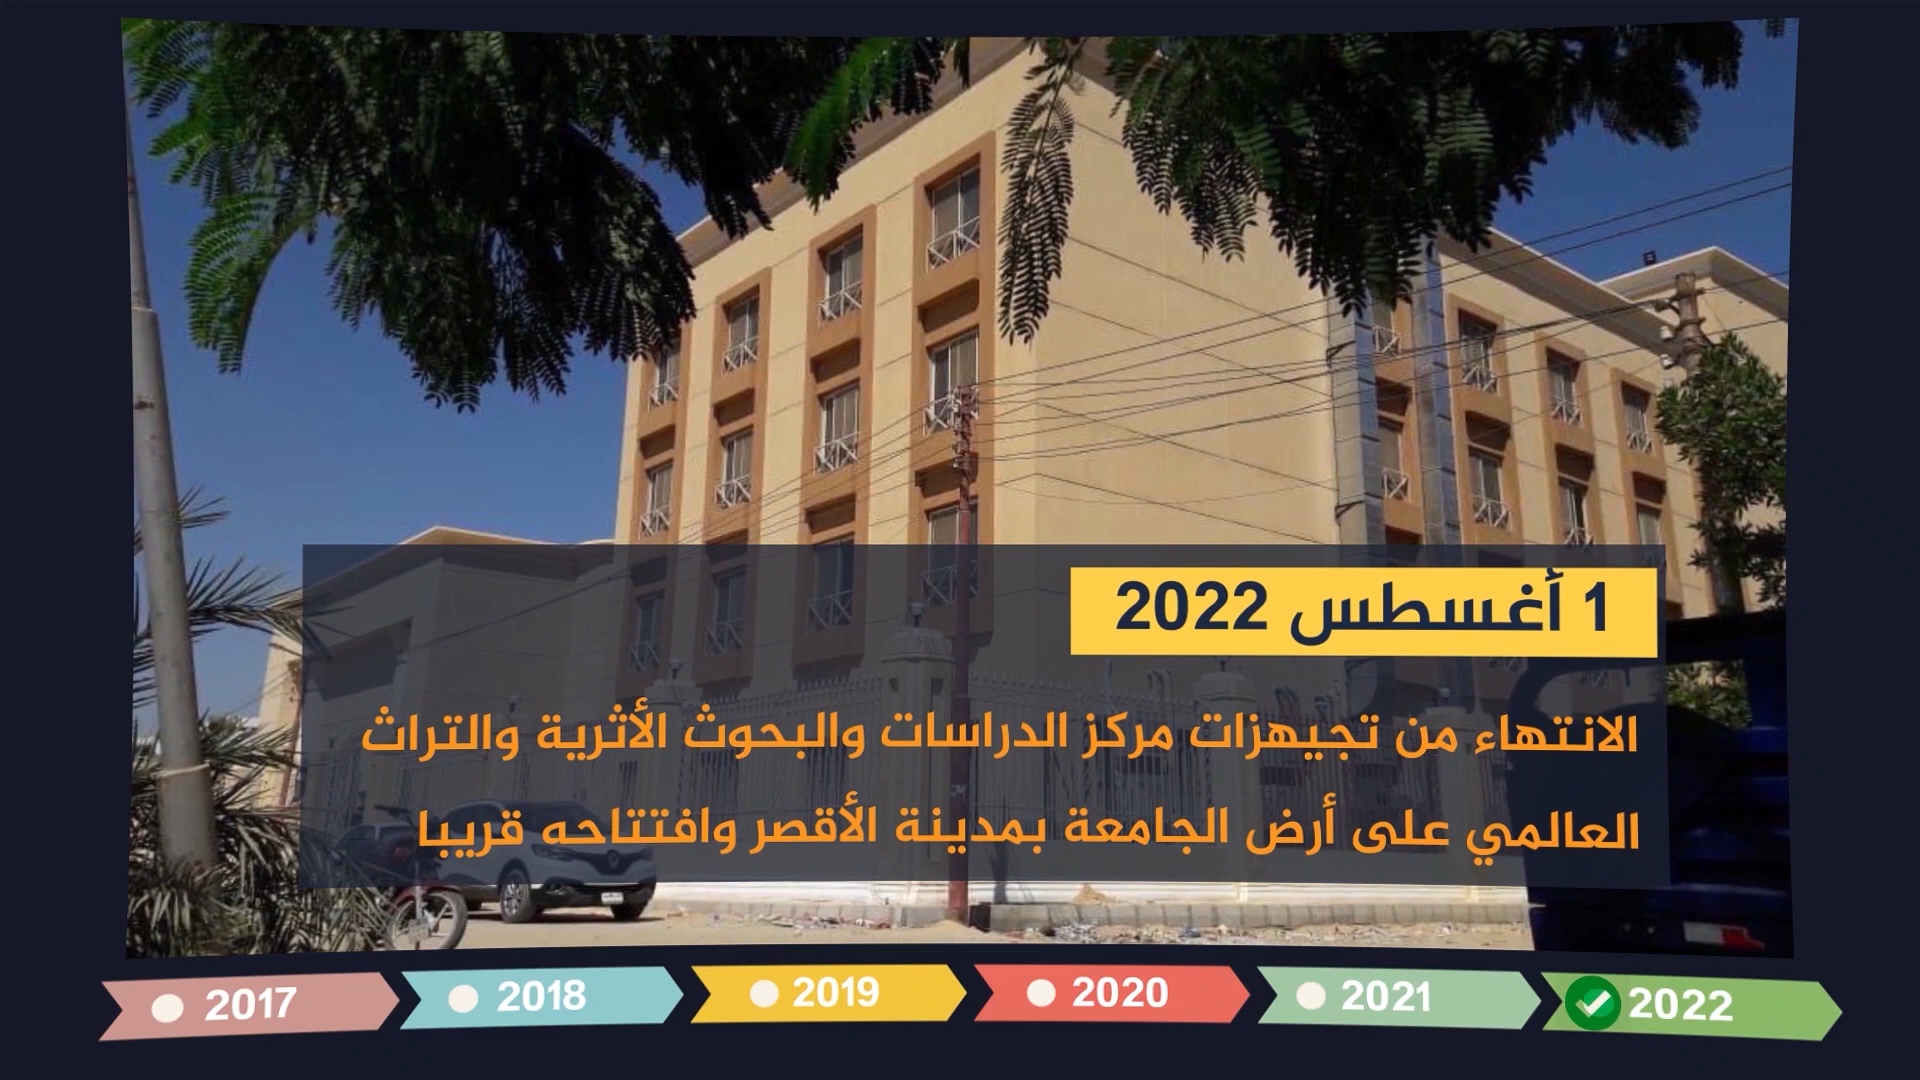 1 أغسطس 2022
الانتهاء من تجيهزات مركز الدراسات والبحوث الأثرية والتراث
العالمي على أرض الجامعة بمدينة الأقصر وافتتاحه قريبا
2017
2018
2019
2020
2021
2022